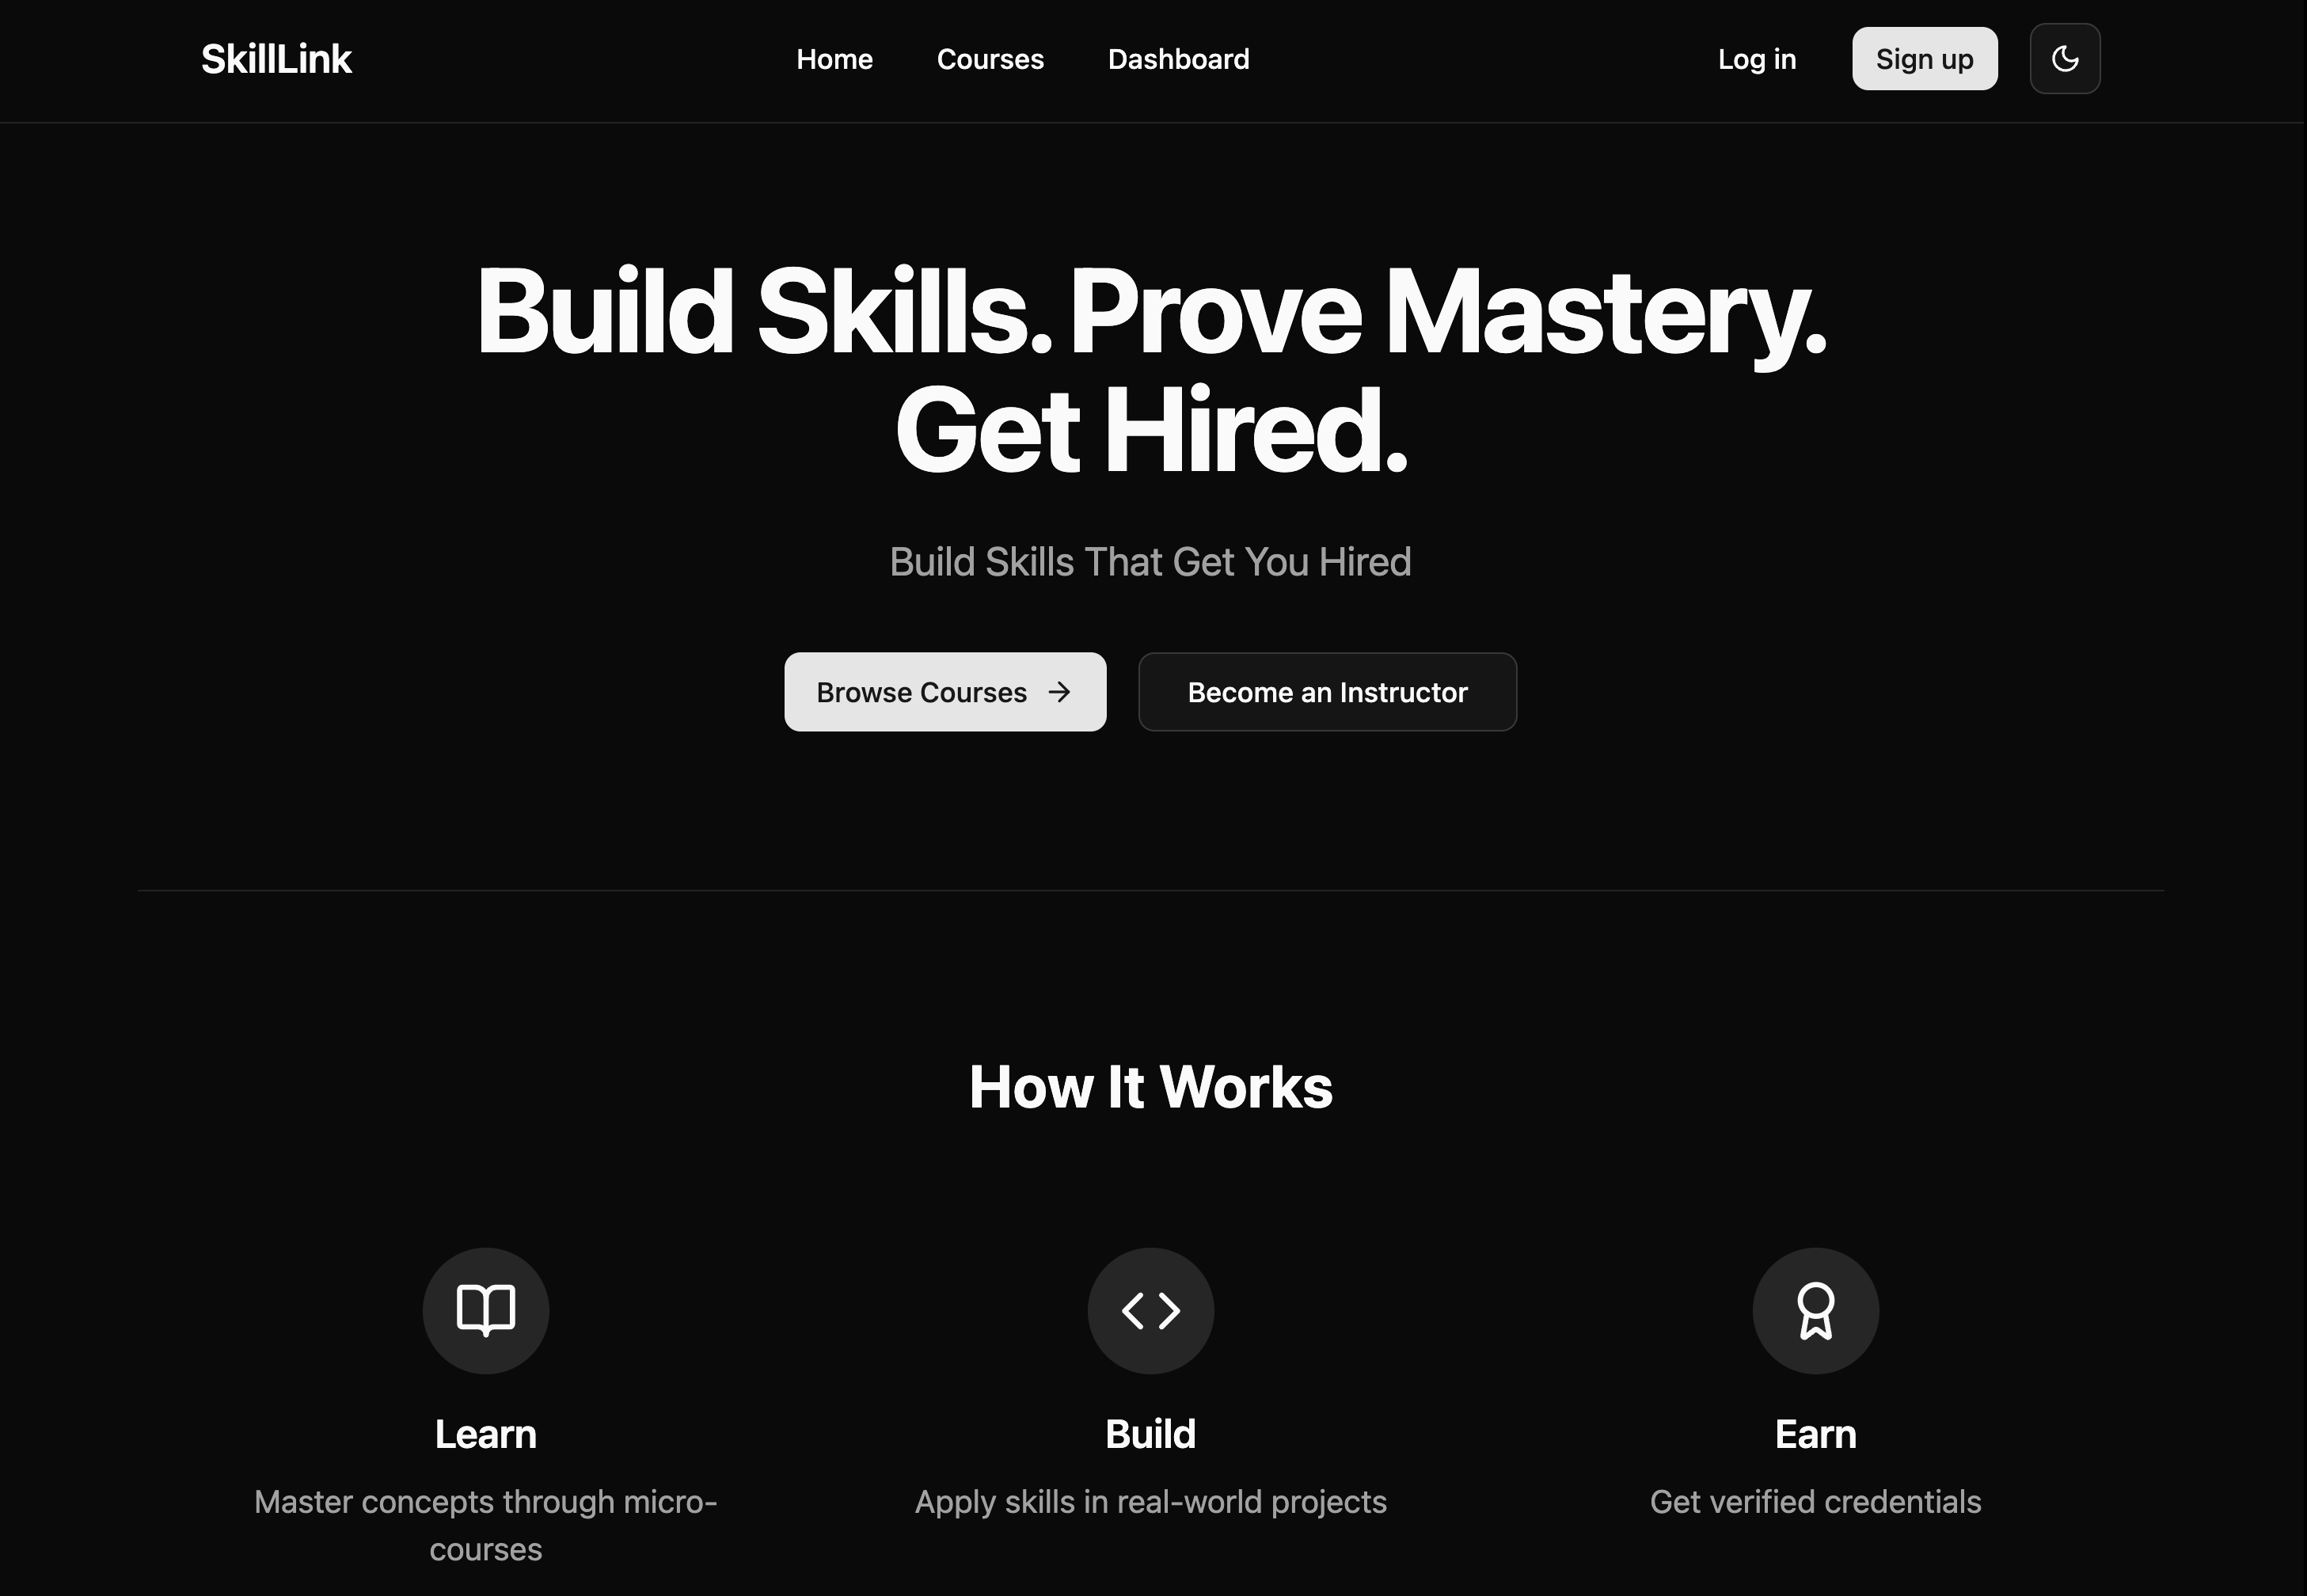 SkillLink
Home
Courses
Dashboard
Log in
Sign up
Build Skills. Prove Mastery.
Get Hired.
Build Skills That Get You Hired
Browse Courses
Become an Instructor
How It Works
Learn
Master concepts through micro-
courses
Build
Apply skills in real-world projects
Earn
Get verified credentials